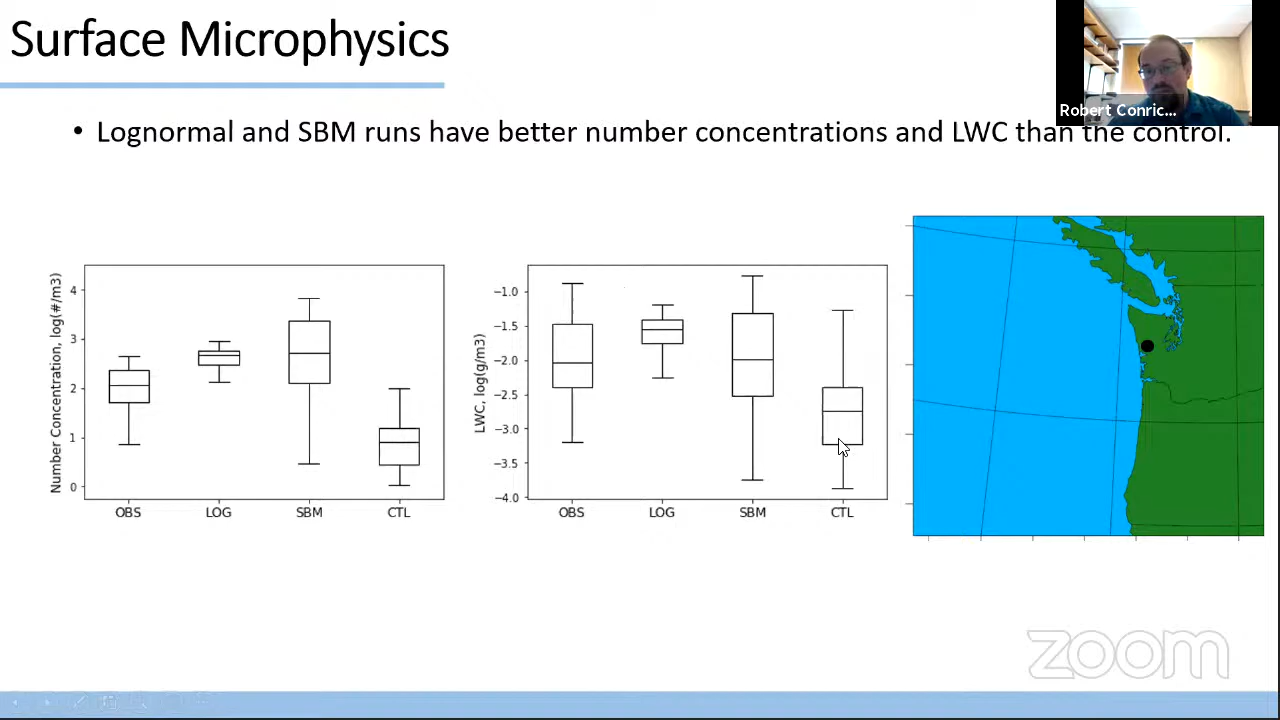 Surface Microphysics
Robert Conric...
• Lognormal and SBM runs have better number concentrations and LWC than the control.
Number Concentration, log(#/m3)
4
3
2
1
0
OBS LOG SBM CTL
LWC, log(g/m3)
−1.0
−1.5
−2.0
−2.5
−3.0
−3.5
−4.0
OBS LOG SBM CTL
zoom